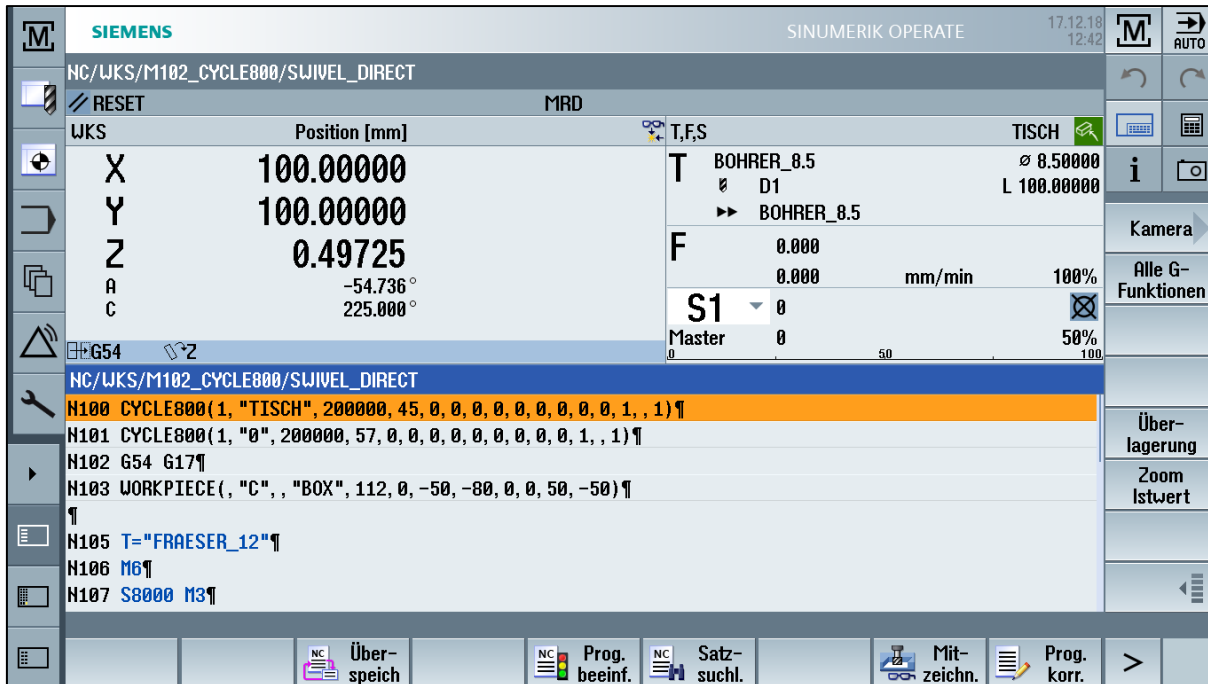 SIEMENS
SINUMERIK OPERATE
17.12.18
12:42
M
M
AUTO
NC/WKS/M102_CYCLE800/SWIVEL_DIRECT
// RESET
MRD
WKS
Position [mm]
T,F,S
TISCH
X 100.00000
Y 100.00000
Z 0.49725
A -54.736°
C 225.000°
G54
Z
T BOHRER_8.5 ø 8.50000
D1 L 100.00000
BOHRER_8.5
F 0.000
0.000 mm/min 100%
S1 0
Master 0 50%
0 50 100
i
Kamera
Alle G-
Funktionen
Über-
lagerung
Zoom
Istwert
NC/WKS/M102_CYCLE800/SWIVEL_DIRECT
N100 CYCLE800(1, "TISCH", 200000, 45, 0, 0, 0, 0, 0, 0, 0, 0, 0, 1, , 1)¶
N101 CYCLE800(1, "0", 200000, 57, 0, 0, 0, 0, 0, 0, 0, 0, 0, 1, , 1)¶
N102 G54 G17¶
N103 WORKPIECE(, "C", , "BOX", 112, 0, -50, -80, 0, 0, 50, -50)¶
¶
N105 T="FRAESER_12"¶
N106 M6¶
N107 S8000 M3¶
NC Über-
speich
NC Prog.
beeinf.
NC Satz-
suchl.
Mit-
zeichn.
Prog.
korr.
>